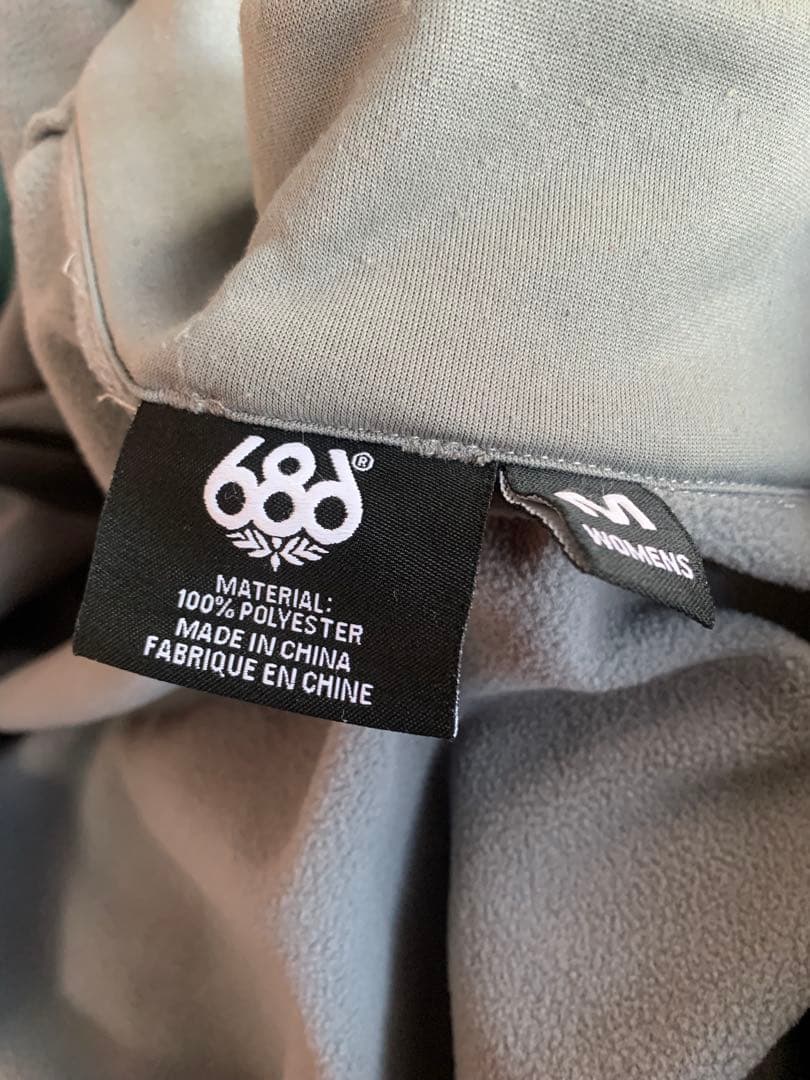 686®
MATERIAL:
100% POLYESTER
MADE IN CHINA
FABRIQUE EN CHINE
M
WOMENS